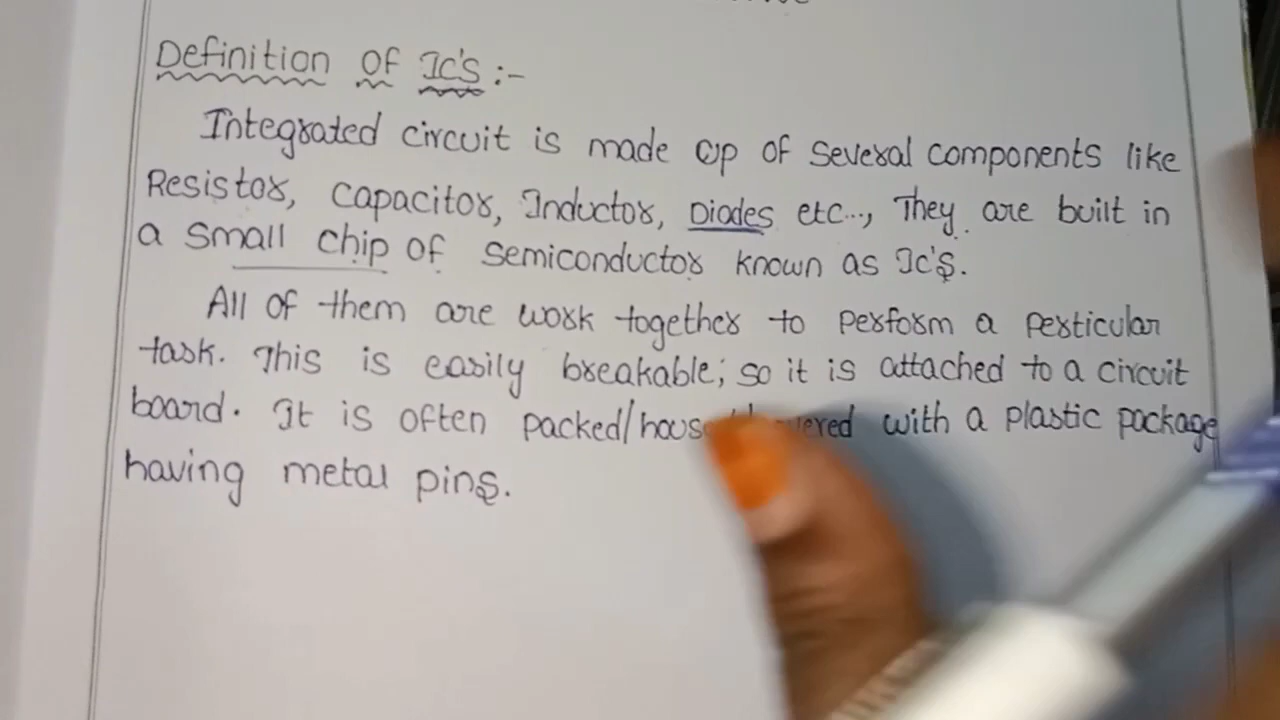 Definition of Ic's :-
Integrated circuit is made up of several components like
Resistor, capacitor, Inductor, Diodes etc..., They are built in
a small chip of semiconductor known as Ic's.
All of them are work together to perform a perticular
task. This is easily breakable; so it is attached to a circuit
board. It is often packed/ with a plastic package
having metal pins.